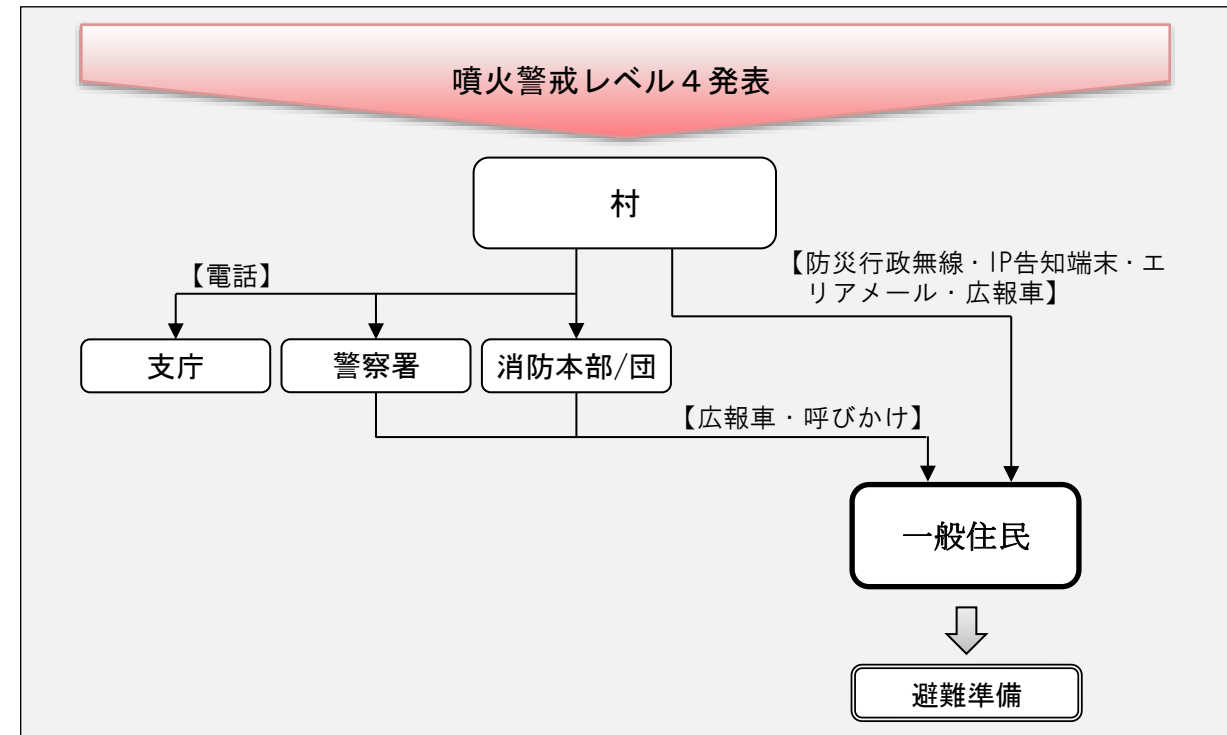 噴火警戒レベル４発表
村
【電話】
【防災行政無線・IP告知端末・エ
リアメール・広報車】
支庁
警察署
消防本部/団
【広報車・呼びかけ】
一般住民
避難準備